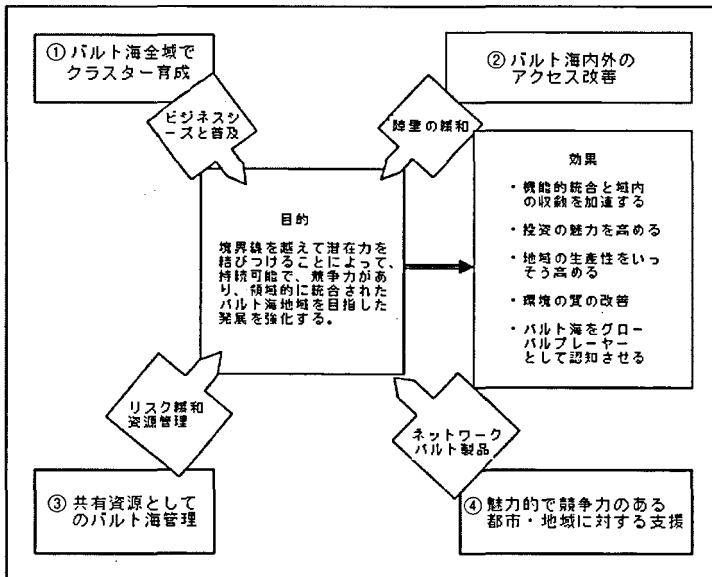 ① バルト海全域で
クラスター育成
② バルト海内外の
アクセス改善
ビジネスシ
ーズと普及
障壁の緩和
目的
境界線を越えて潜在力を
結びつけることによって、
持続可能で、競争力があ
り、領域的に統合された
バルト海地域を目指した
発展を強化する。
効果
・機能的統合と域内
の収斂を加速する
・投資の魅力を高める
・地域の生産性をいっ
そう高める
・環境の質の改善
・バルト海をグロー
バルプレーヤー
として認知させる
リスク緩和
資源管理
ネットワーク
バルト製品
③ 共有資源として
のバルト海管理
④ 魅力的で競争力のある
都市・地域に対する支援